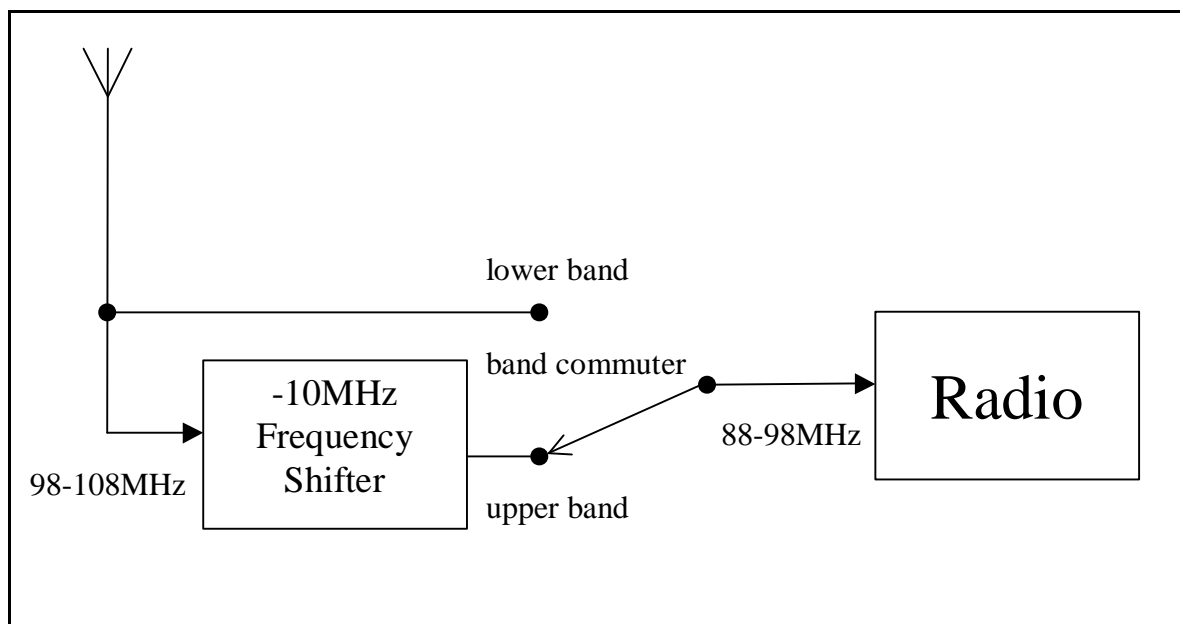 lower band
band commuter
-10MHz
Frequency
Shifter
Radio
88-98MHz
98-108MHz
upper band